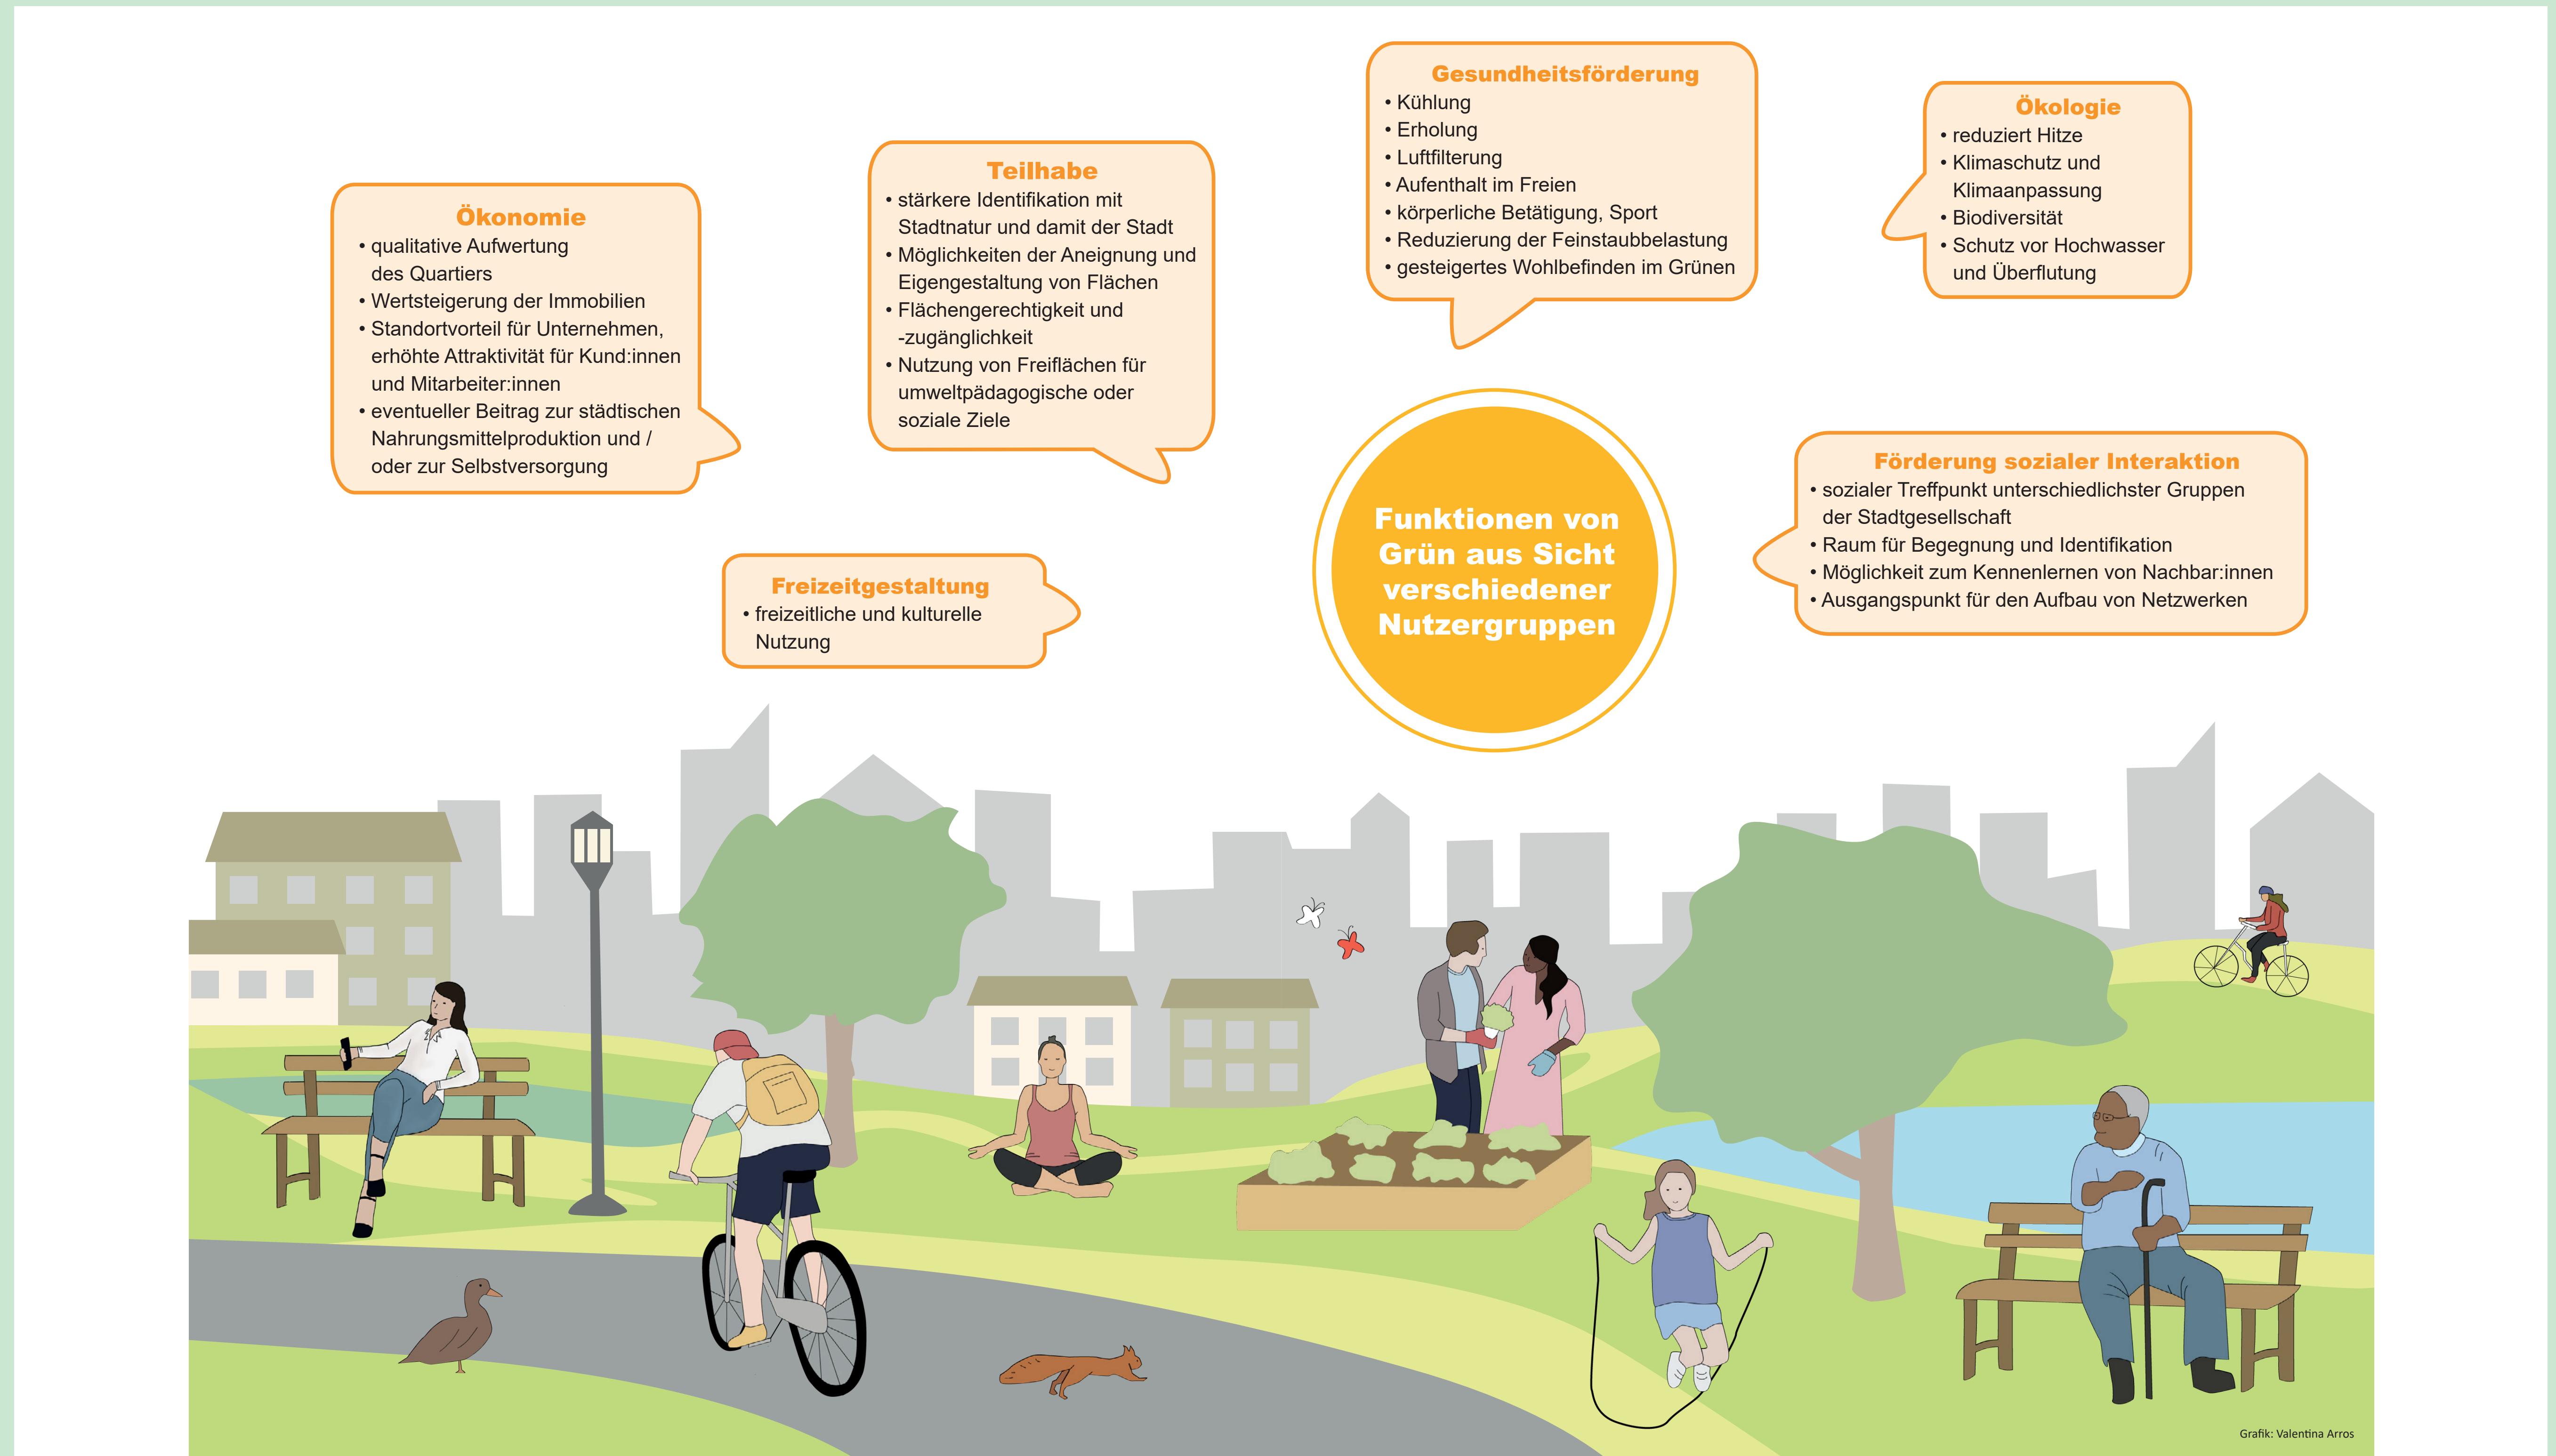 Ökonomie
• qualitative Aufwertung
des Quartiers
• Wertsteigerung der Immobilien
• Standortvorteil für Unternehmen,
erhöhte Attraktivität für Kund:innen
und Mitarbeiter:innen
• eventueller Beitrag zur städtischen
Nahrungsmittelproduktion und /
oder zur Selbstversorgung
Teilhabe
• stärkere Identifikation mit
Stadtnatur und damit der Stadt
• Möglichkeiten der Aneignung und
Eigengestaltung von Flächen
• Flächengerechtigkeit und
-zugänglichkeit
• Nutzung von Freiflächen für
umweltpädagogische oder
soziale Ziele
Gesundheitsförderung
• Kühlung
• Erholung
• Luftfilterung
• Aufenthalt im Freien
• körperliche Betätigung, Sport
• Reduzierung der Feinstaubbelastung
• gesteigertes Wohlbefinden im Grünen
Ökologie
• reduziert Hitze
• Klimaschutz und
Klimaanpassung
• Biodiversität
• Schutz vor Hochwasser
und Überflutung
Freizeitgestaltung
• freizeitliche und kulturelle
Nutzung
Funktionen von
Grün aus Sicht
verschiedener
Nutzergruppen
Förderung sozialer Interaktion
• sozialer Treffpunkt unterschiedlichster Gruppen
der Stadtgesellschaft
• Raum für Begegnung und Identifikation
• Möglichkeit zum Kennenlernen von Nachbar:innen
• Ausgangspunkt für den Aufbau von Netzwerken
Grafik: Valentina Arros